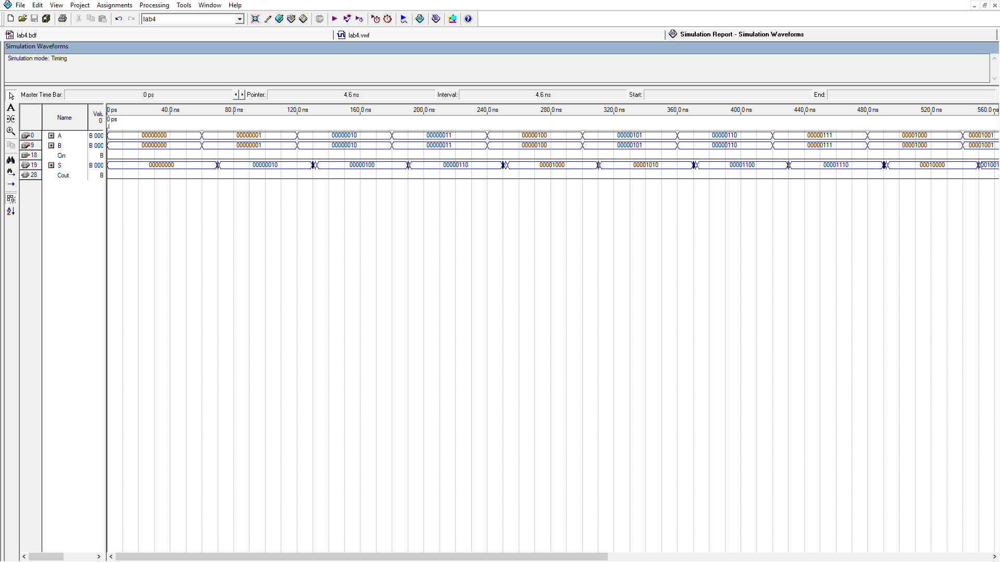 File Edit View Project Assignments Processing Tools Window Help
lab4
lab4.bdf lab4.vwf Simulation Report - Simulation Waveforms
Simulation Waveforms
Simulation mode: Timing
Master Time Bar: 0 ps Pointer: 4.6 ns Interval: 4.6 ns Start: End:
Name Valu 0
0 ps 40.0 ns 80.0 ns 120.0 ns 160.0 ns 200.0 ns 240.0 ns 280.0 ns 320.0 ns 360.0 ns 400.0 ns 440.0 ns 480.0 ns 520.0 ns 560.0 ns
0 ps
0 A B 000 00000000 00000001 00000010 00000011 00000100 00000101 00000110 00000111 00001000 00001001
9 B B 000 00000000 00000001 00000010 00000011 00000100 00000101 00000110 00000111 00001000 00001001
18 Cin B
19 S B 000 00000000 00000010 00000100 00000110 00001000 00001010 00001100 00001110 00010000 001001
28 Cout B